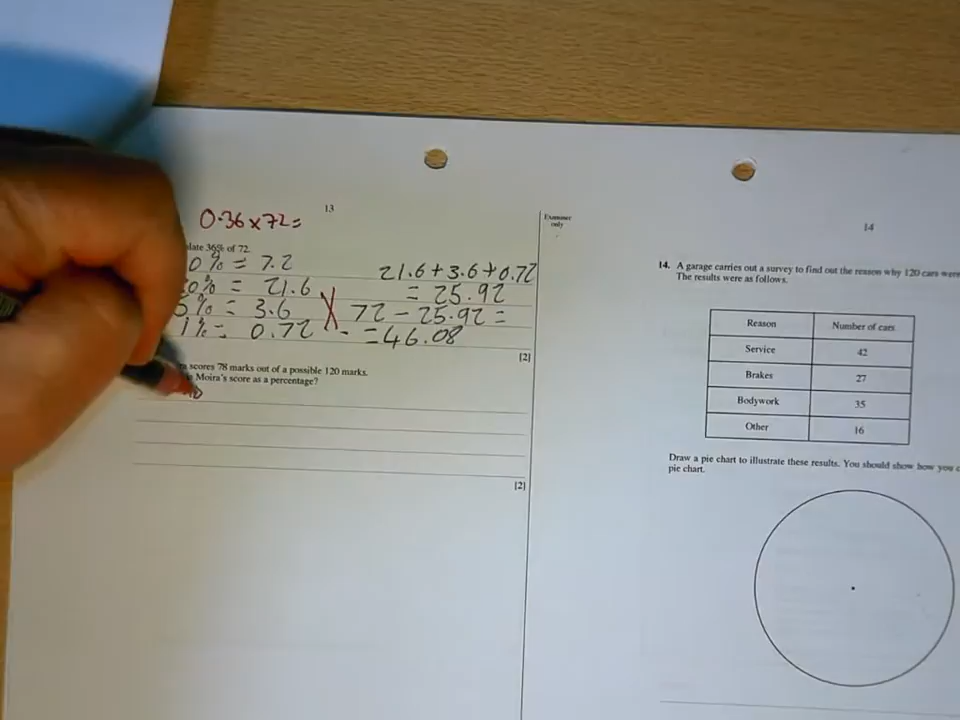 13
0.36 x 72 =
36% of 72
0% = 7.2
0% = 21.6
5% = 3.6
1% = 0.72
21.6 + 3.6 + 0.72
= 25.92
72 - 25.92 =
= 46.08
[2]
scores 78 marks out of a possible 120 marks.
Moira's score as a percentage?
[2]
Examiner
only
14
14. A garage carries out a survey to find out the reason why 120 cars were
The results were as follows.
Reason Number of cars
Service 42
Brakes 27
Bodywork 35
Other 16
Draw a pie chart to illustrate these results. You should show how you
pie chart.